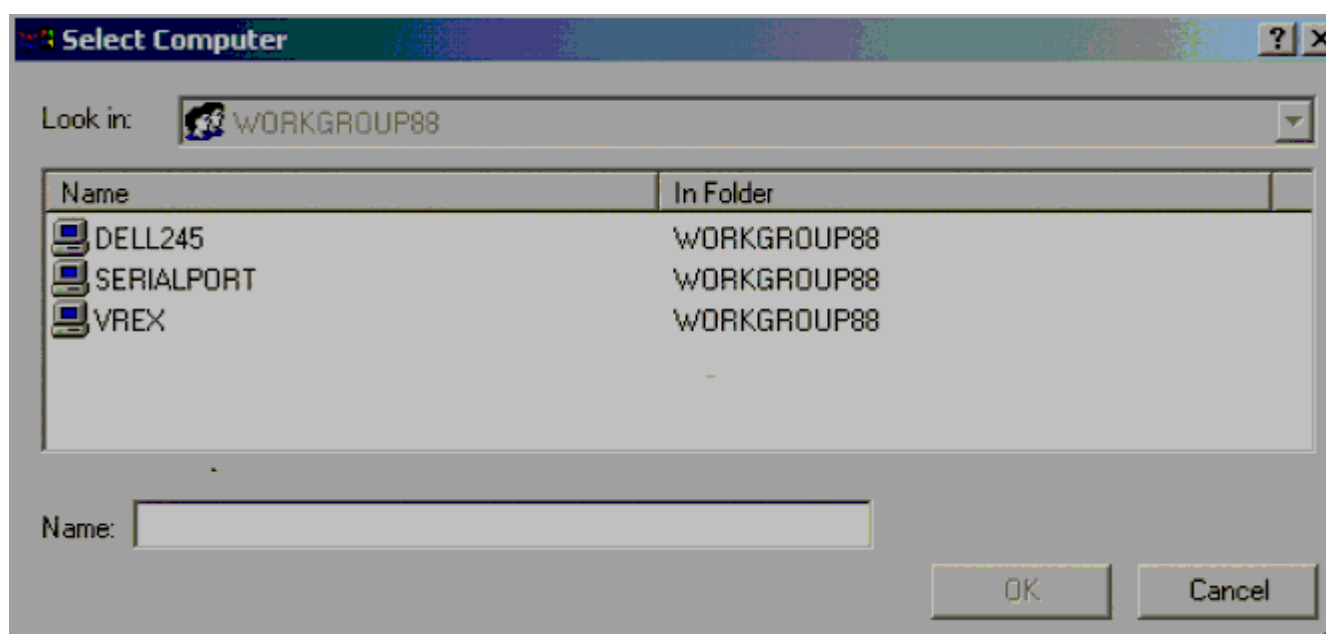 Select Computer
Look in: WORKGROUP88
Name In Folder
DELL245 WORKGROUP88
SERIALPORT WORKGROUP88
VREX WORKGROUP88
Name:
OK Cancel